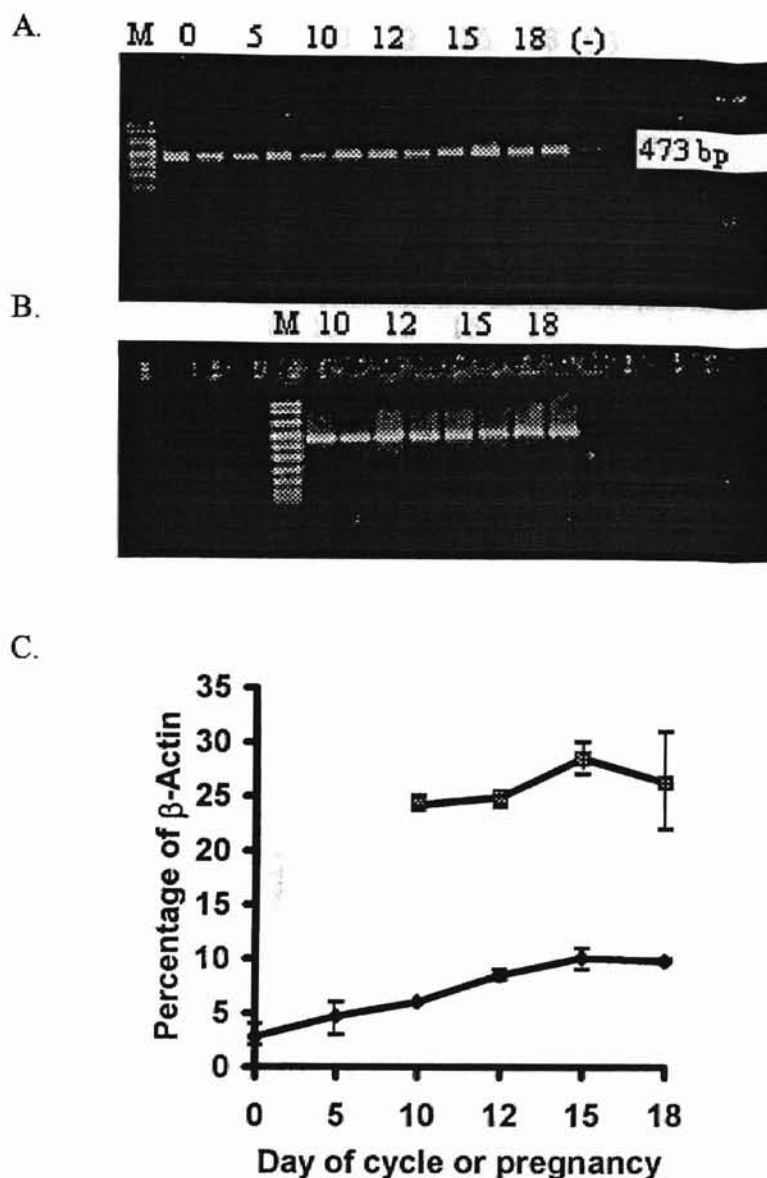 A.
M 0 5 10 12 15 18 (-)
473 bp
B.
M 10 12 15 18
C.
35
30
25
20
15
10
5
0
Percentage of β-Actin
0 5 10 12 15 18
Day of cycle or pregnancy